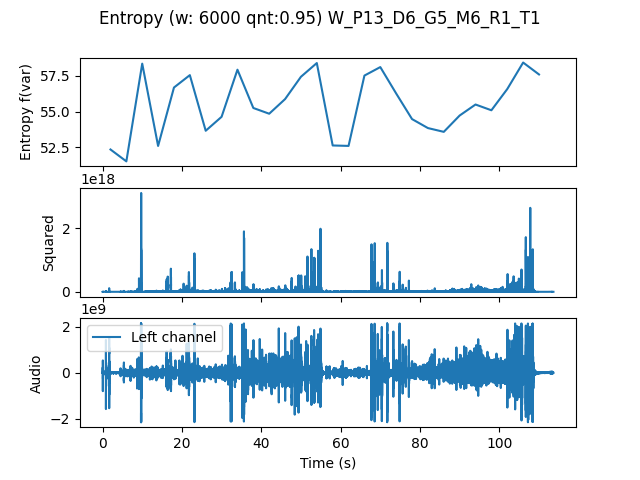 Entropy (w: 6000 qnt:0.95) W_P13_D6_G5_M6_R1_T1
Entropy f(var)
57.5
55.0
52.5
1e18
Squared
2
0
1e9
Audio
2
0
−2
Left channel
0 20 40 60 80 100
Time (s)